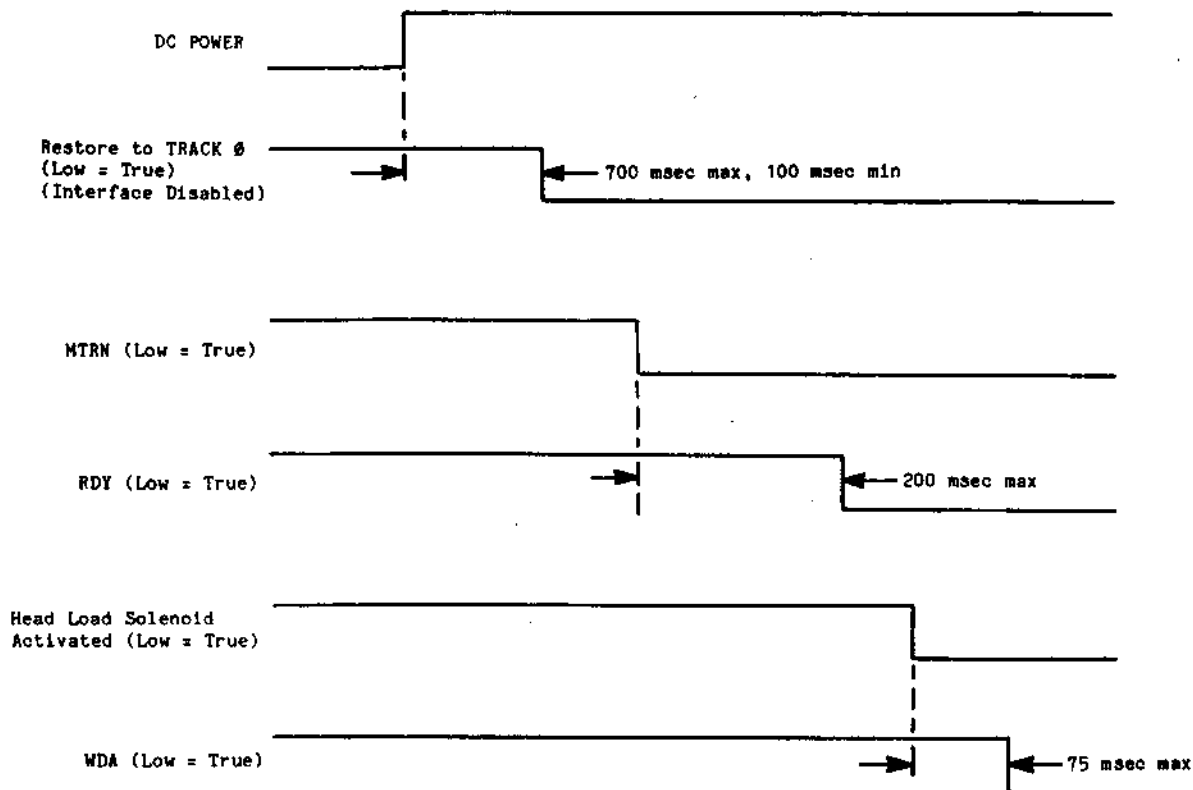 DC POWER
Restore to TRACK Ø
(Low = True)
(Interface Disabled)
700 msec max, 100 msec min
MTRN (Low = True)
RDY (Low = True)
200 msec max
Head Load Solenoid
Activated (Low = True)
WDA (Low = True)
75 msec max